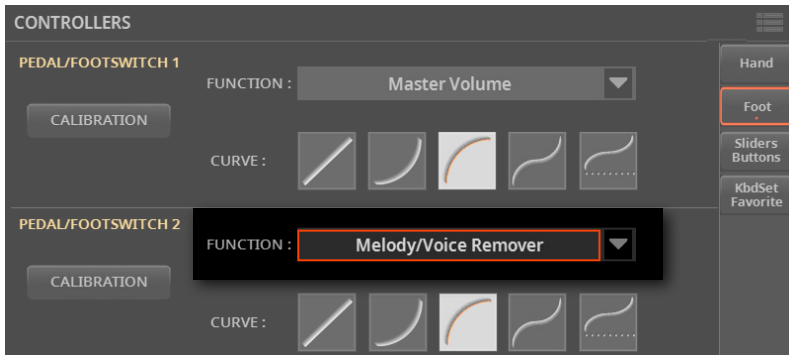 CONTROLLERS
PEDAL/FOOTSWITCH 1
FUNCTION :
Master Volume
CALIBRATION
CURVE :
PEDAL/FOOTSWITCH 2
FUNCTION :
Melody/Voice Remover
CALIBRATION
CURVE :
Hand
Foot
Sliders
Buttons
KbdSet
Favorite